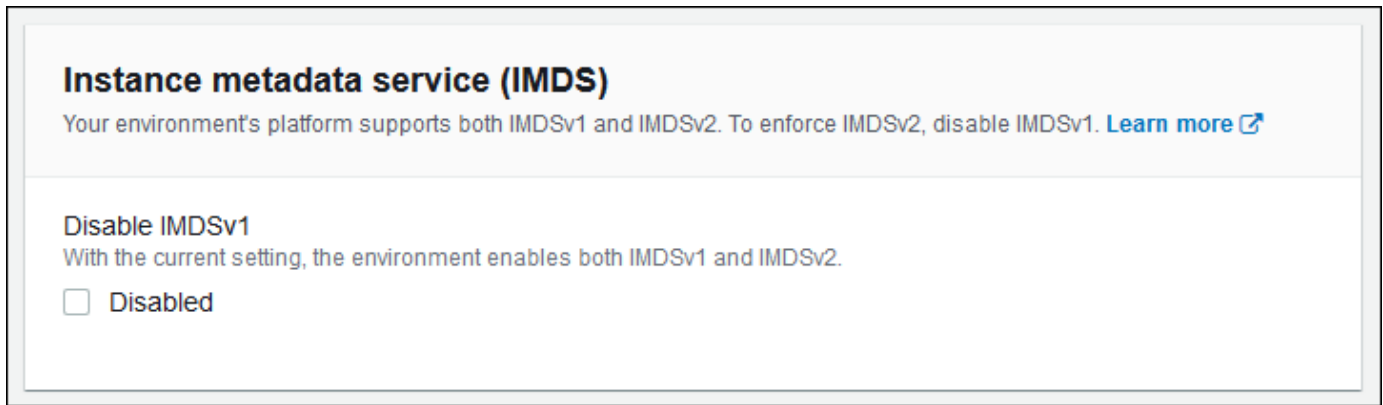 Instance metadata service (IMDS)
Your environment's platform supports both IMDSv1 and IMDSv2. To enforce IMDSv2, disable IMDSv1. Learn more
Disable IMDSv1
With the current setting, the environment enables both IMDSv1 and IMDSv2.
Disabled